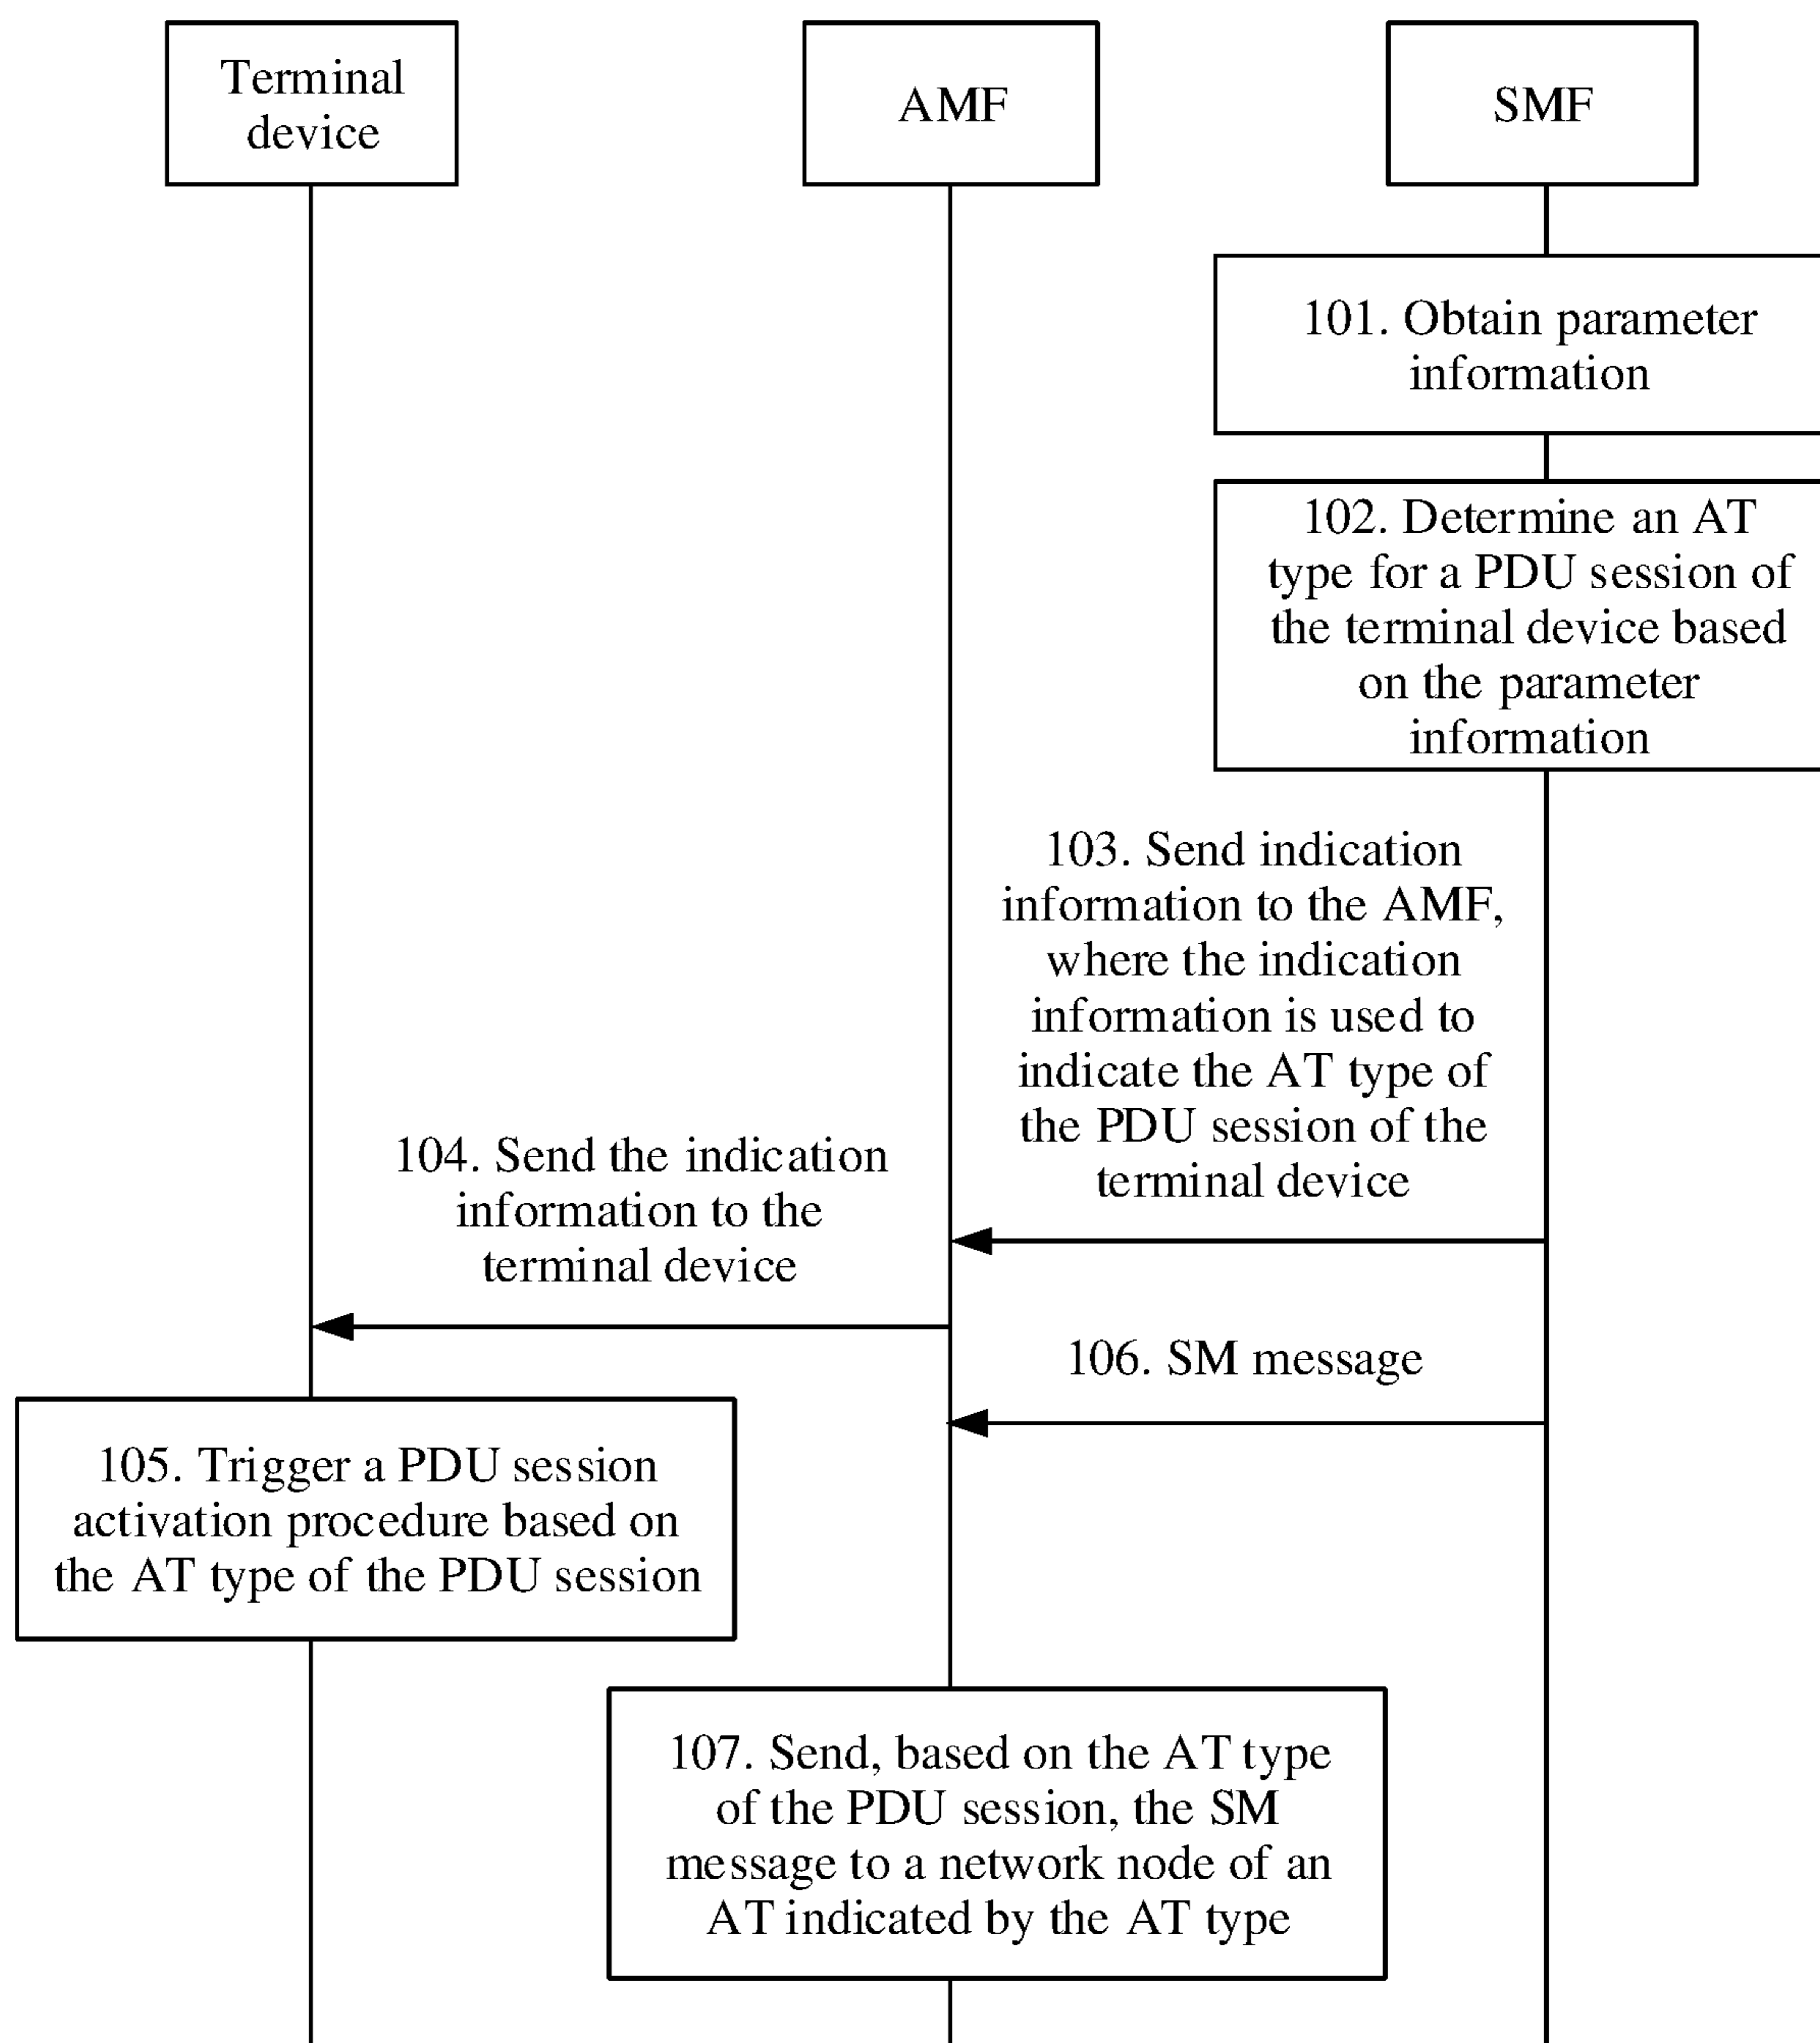 Terminal
device
AMF
SMF
101. Obtain parameter
information
102. Determine an AT
type for a PDU session of
the terminal device based
on the parameter
information
103. Send indication
information to the AMF,
where the indication
information is used to
indicate the AT type of
the PDU session of the
terminal device
104. Send the indication
information to the
terminal device
106. SM message
105. Trigger a PDU session
activation procedure based on
the AT type of the PDU session
107. Send, based on the AT type
of the PDU session, the SM
message to a network node of an
AT indicated by the AT type